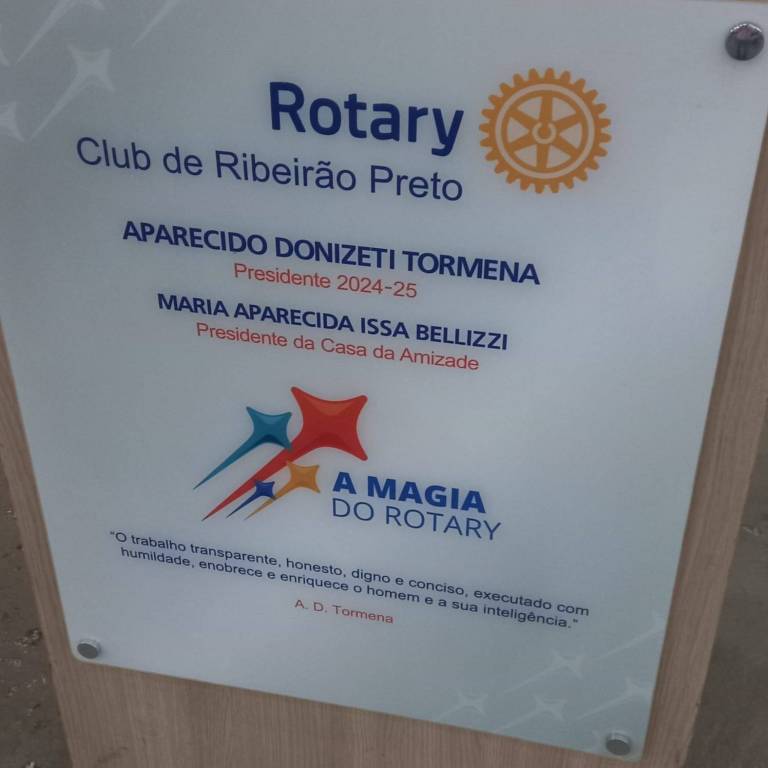 Rotary
Club de Ribeirão Preto
APARECIDO DONIZETI TORMENA
Presidente 2024-25
MARIA APARECIDA ISSA BELLIZZI
Presidente da Casa da Amizade
A MAGIA
DO ROTARY
"O trabalho transparente, honesto, digno e conciso, executado com
humildade, enobrece e enriquece o homem e a sua inteligência."
A. D. Tormena